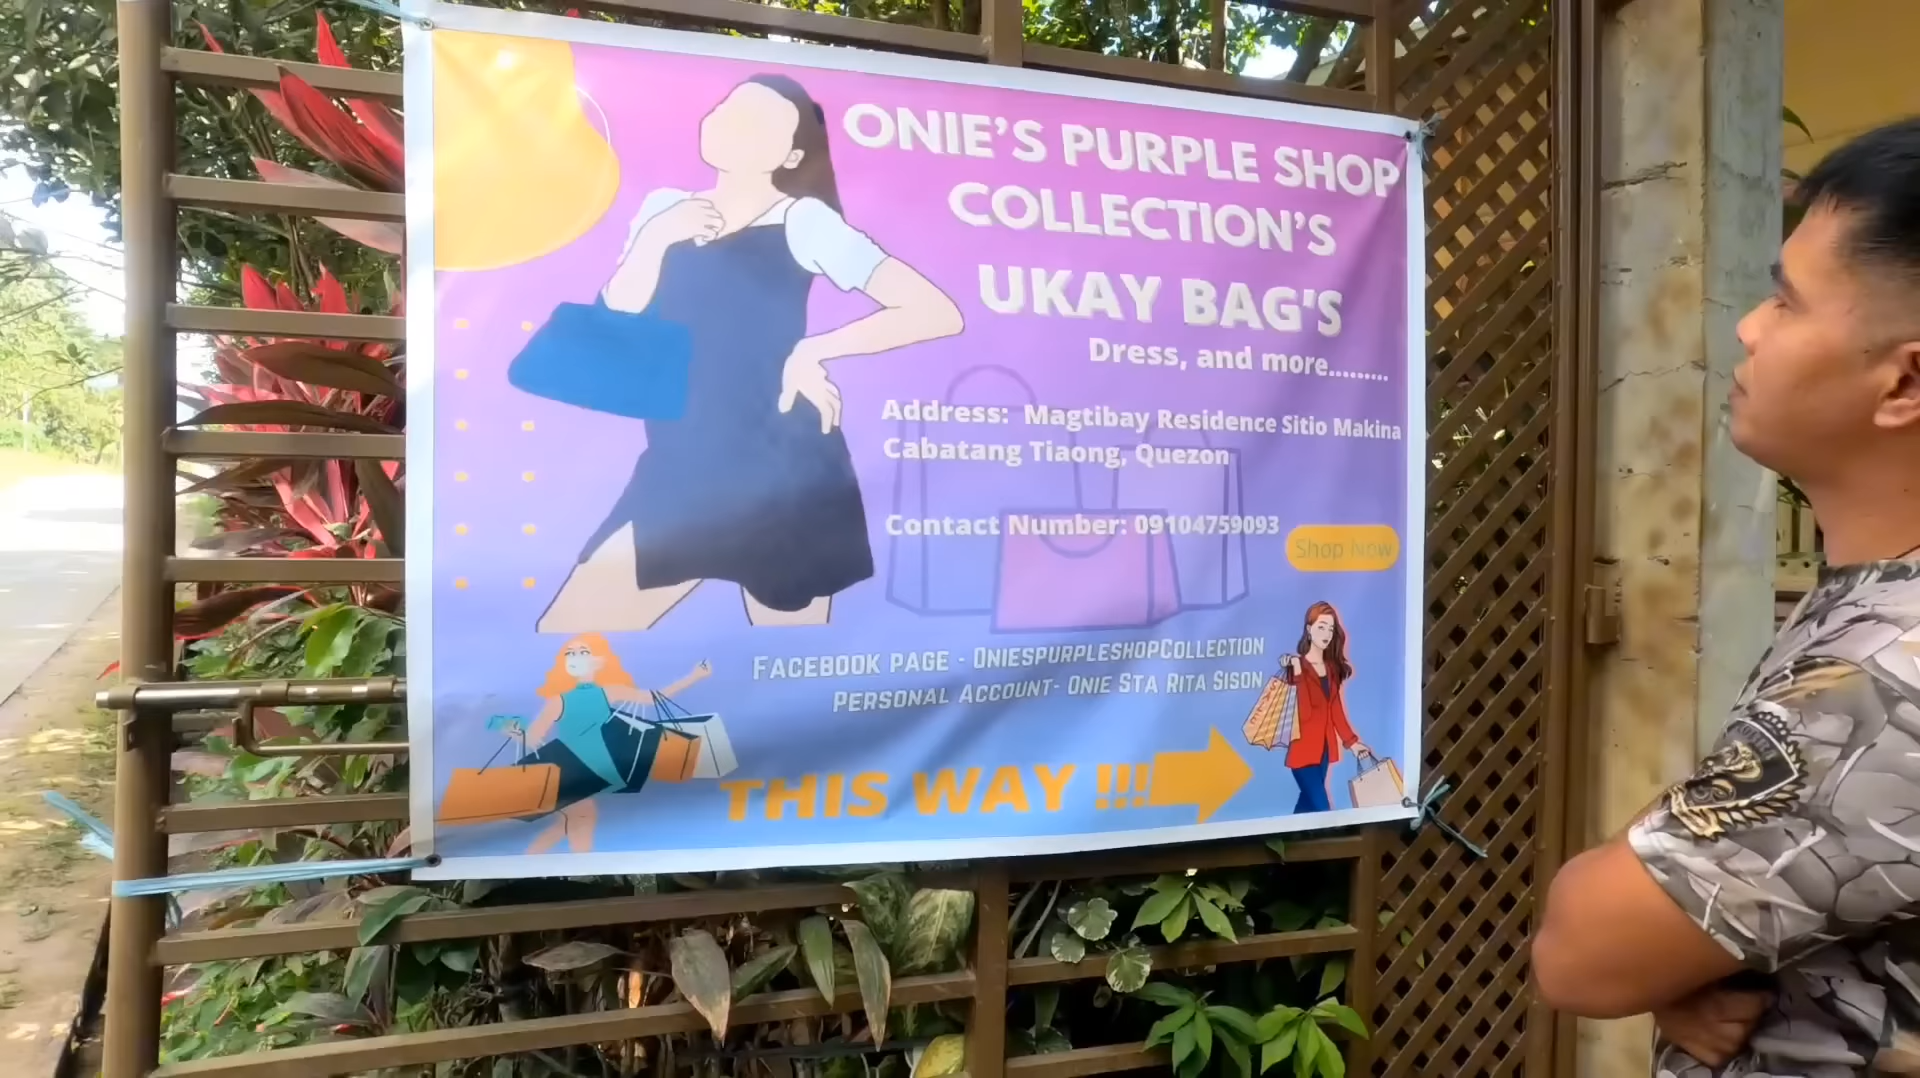 ONIE'S PURPLE SHOP
COLLECTION'S
UKAY BAG'S
Dress, and more.........
Address: Magtibay Residence Sitio Makina
Cabatang Tiaong, Quezon
Contact Number: 09104759093
Shop Now
FACEBOOK PAGE - ONIESPURPLESHOPCOLLECTION
PERSONAL ACCOUNT- ONIE STA RITA SISON
THIS WAY !!!